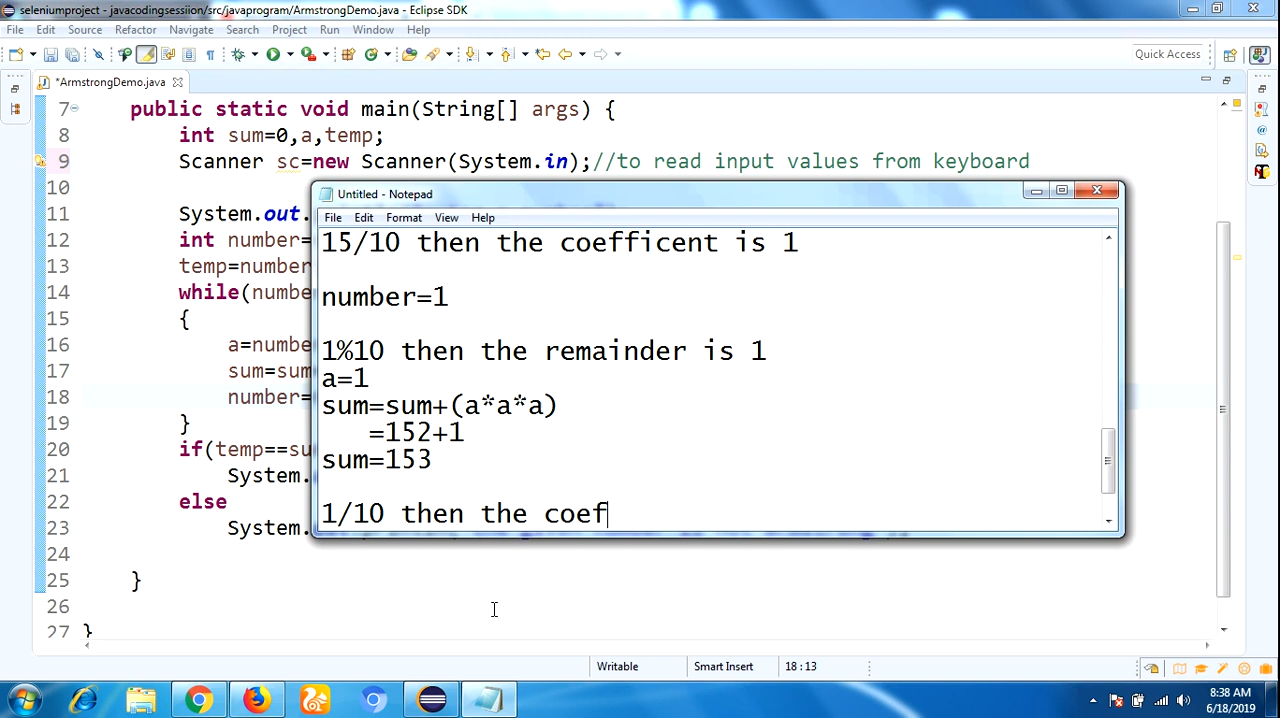 seleniumproject - javacodingsesiion/src/javaprogram/ArmstrongDemo.java - Eclipse SDK
File Edit Source Refactor Navigate Search Project Run Window Help
Quick Access
*ArmstrongDemo.java
7 public static void main(String[] args) {
8 int sum=0,a,temp;
9 Scanner sc=new Scanner(System.in);//to read input values from keyboard
10
11 System.out.
12 int number=
13 temp=number
14 while(numbe
15 {
16 a=numbe
17 sum=sum
18 number=
19 }
20 if(temp==su
21 System.
22 else
23 System.
24
25 }
26
27 }
Untitled - Notepad
File Edit Format View Help
15/10 then the coefficent is 1
number=1
1%10 then the remainder is 1
a=1
sum=sum+(a*a*a)
=152+1
sum=153
1/10 then the coef
Writable Smart Insert 18:13
8:38 AM
6/18/2019